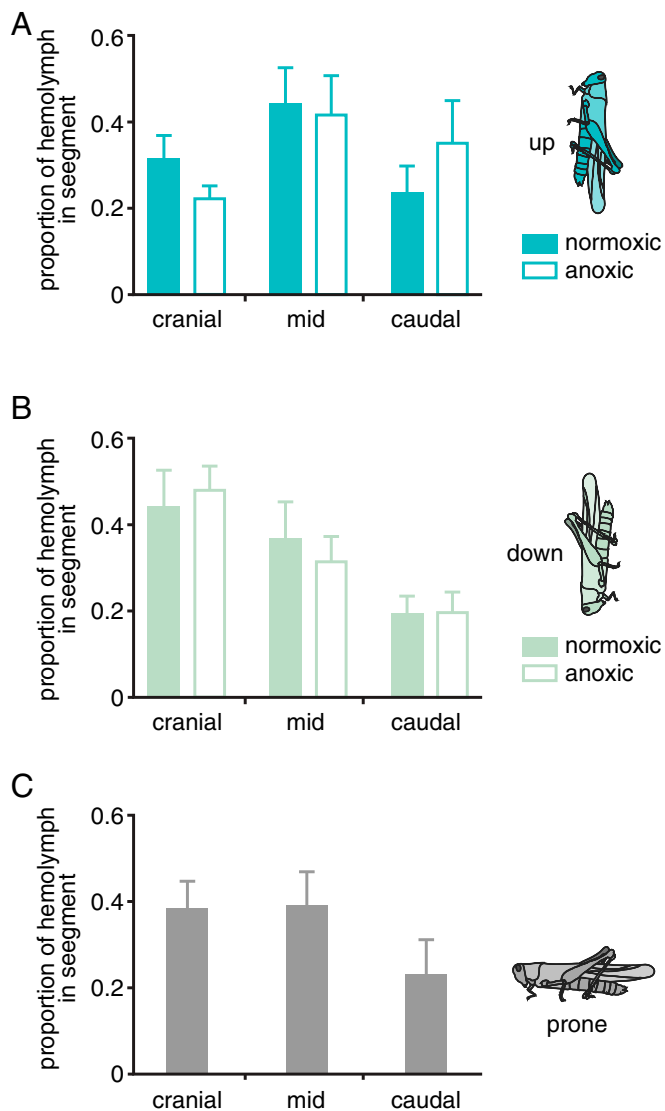 A
proportion of hemolymph
in seegment
0.6
0.4
0.2
0
cranial mid caudal
up
normoxic
anoxic
B
proportion of hemolymph
in seegment
0.6
0.4
0.2
0
cranial mid caudal
down
normoxic
anoxic
C
proportion of hemolymph
in seegment
0.6
0.4
0.2
0
cranial mid caudal
prone